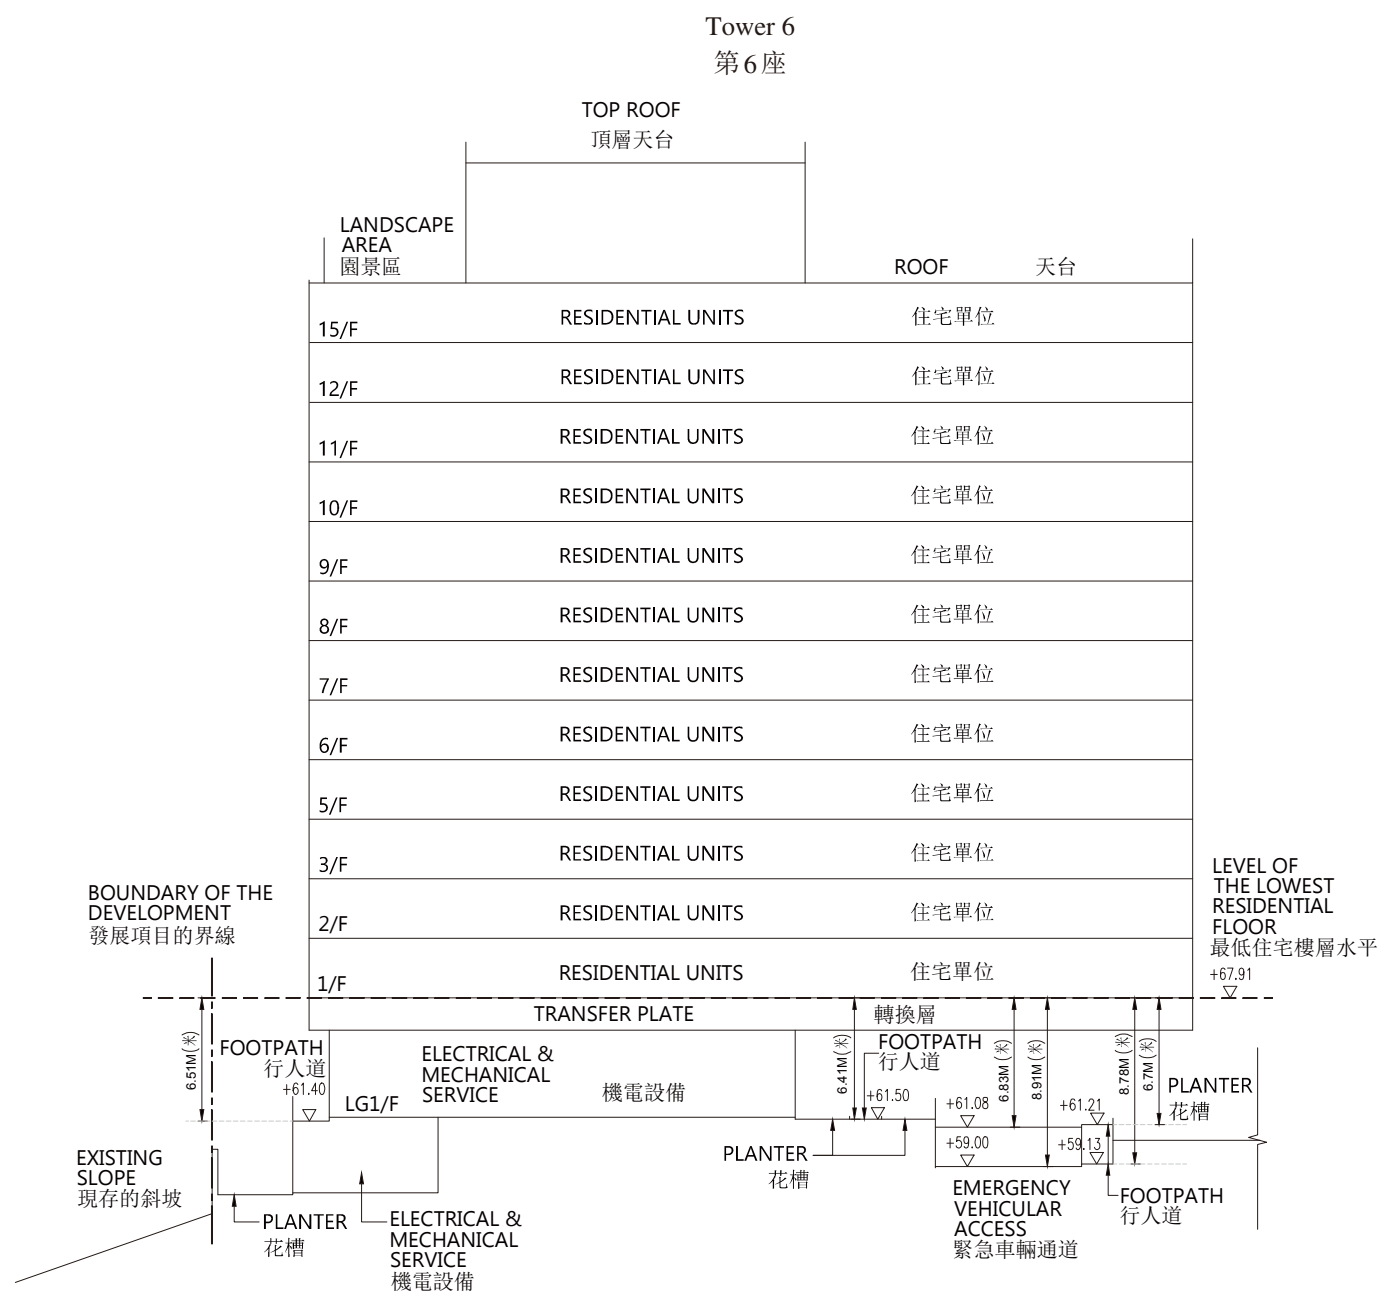 Tower 6
第6座
TOP ROOF
頂層天台
LANDSCAPE
AREA
園景區
ROOF 天台
15/F RESIDENTIAL UNITS 住宅單位
12/F RESIDENTIAL UNITS 住宅單位
11/F RESIDENTIAL UNITS 住宅單位
10/F RESIDENTIAL UNITS 住宅單位
9/F RESIDENTIAL UNITS 住宅單位
8/F RESIDENTIAL UNITS 住宅單位
7/F RESIDENTIAL UNITS 住宅單位
6/F RESIDENTIAL UNITS 住宅單位
5/F RESIDENTIAL UNITS 住宅單位
3/F RESIDENTIAL UNITS 住宅單位
2/F RESIDENTIAL UNITS 住宅單位
1/F RESIDENTIAL UNITS 住宅單位
BOUNDARY OF THE
DEVELOPMENT
發展項目的界線
LEVEL OF
THE LOWEST
RESIDENTIAL
FLOOR
最低住宅樓層水平
+67.91
TRANSFER PLATE 轉換層
6.51M(米)
FOOTPATH
行人道
+61.40
LG1/F
ELECTRICAL &
MECHANICAL
SERVICE
機電設備
6.41M(米)
FOOTPATH
行人道
+61.50
6.83M(米)
8.91M(米)
8.78M(米)
6.7M(米)
PLANTER
花槽
+61.08
+59.00
+61.21
+59.13
PLANTER
花槽
EXISTING
SLOPE
現存的斜坡
PLANTER
花槽
ELECTRICAL &
MECHANICAL
SERVICE
機電設備
EMERGENCY
VEHICULAR
ACCESS
緊急車輛通道
FOOTPATH
行人道